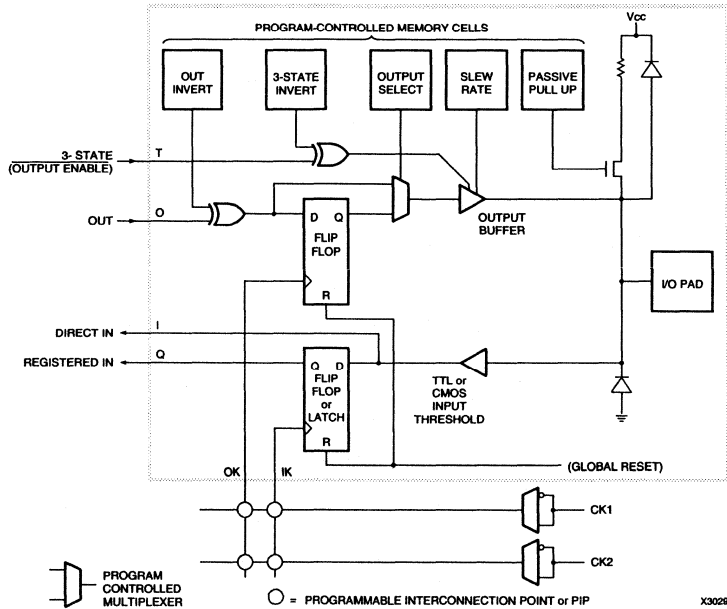 PROGRAM-CONTROLLED MEMORY CELLS
Vcc
OUT
INVERT
3-STATE
INVERT
OUTPUT
SELECT
SLEW
RATE
PASSIVE
PULL UP
3- STATE
(OUTPUT ENABLE)
T
OUT
O
D Q
FLIP
FLOP
R
OUTPUT
BUFFER
I/O PAD
DIRECT IN
I
REGISTERED IN
Q
Q D
FLIP
FLOP
or
LATCH
R
TTL or
CMOS
INPUT
THRESHOLD
OK
IK
(GLOBAL RESET)
CK1
CK2
PROGRAM
CONTROLLED
MULTIPLEXER
= PROGRAMMABLE INTERCONNECTION POINT or PIP
X3029